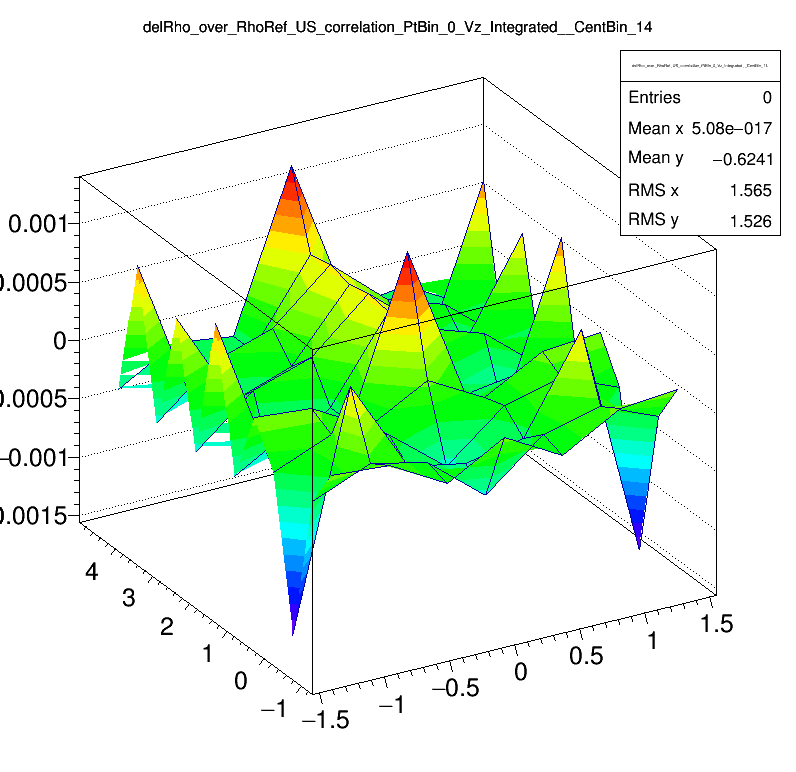 delRho_over_RhoRef_US_correlation_PtBin_0_Vz_Integrated__CentBin_14
delRho_over_RhoRef_US_correlation_PtBin_0_Vz_Integrated__CentBin_14
Entries 0
Mean x 5.08e−017
Mean y −0.6241
RMS x 1.565
RMS y 1.526
0.001
0.0005
0
0.0005
−0.001
0.0015
4
3
2
1
0
−1
−1.5
−1
−0.5
0
0.5
1
1.5